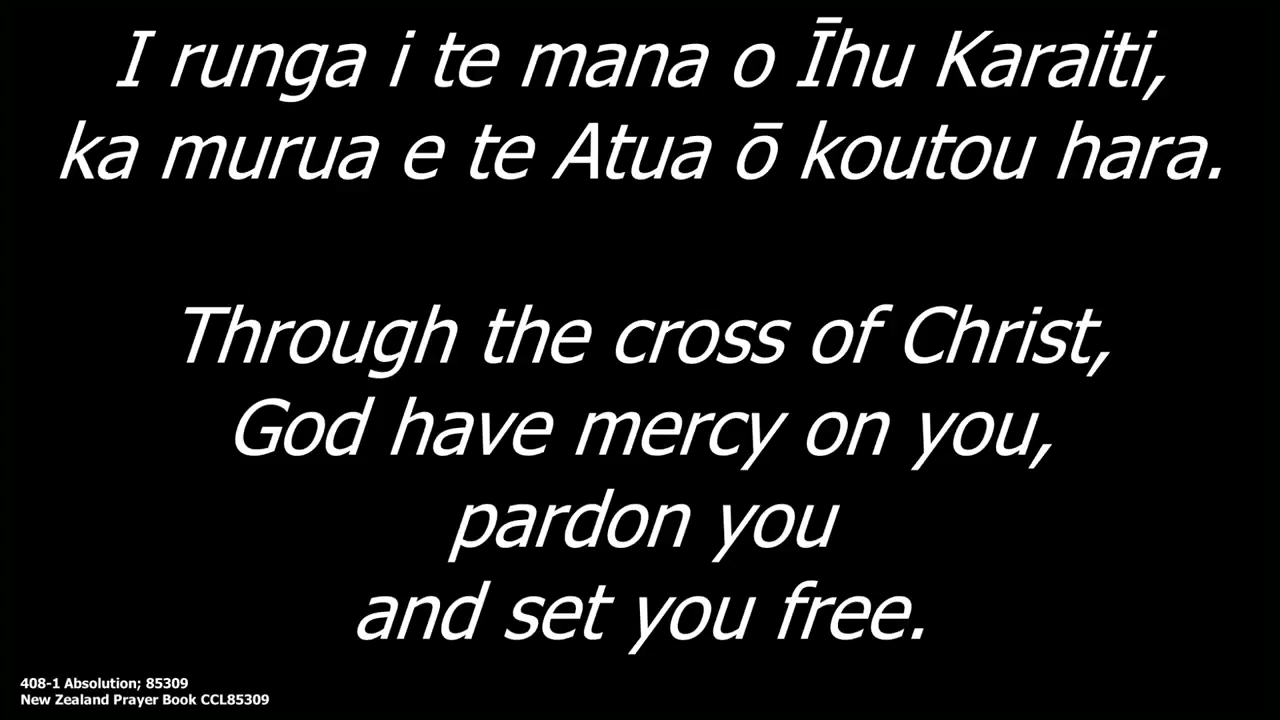 I runga i te mana o Īhu Karaiti,
ka murua e te Atua ō koutou hara.
Through the cross of Christ,
God have mercy on you,
pardon you
and set you free.
408-1 Absolution; 85309
New Zealand Prayer Book CCL85309